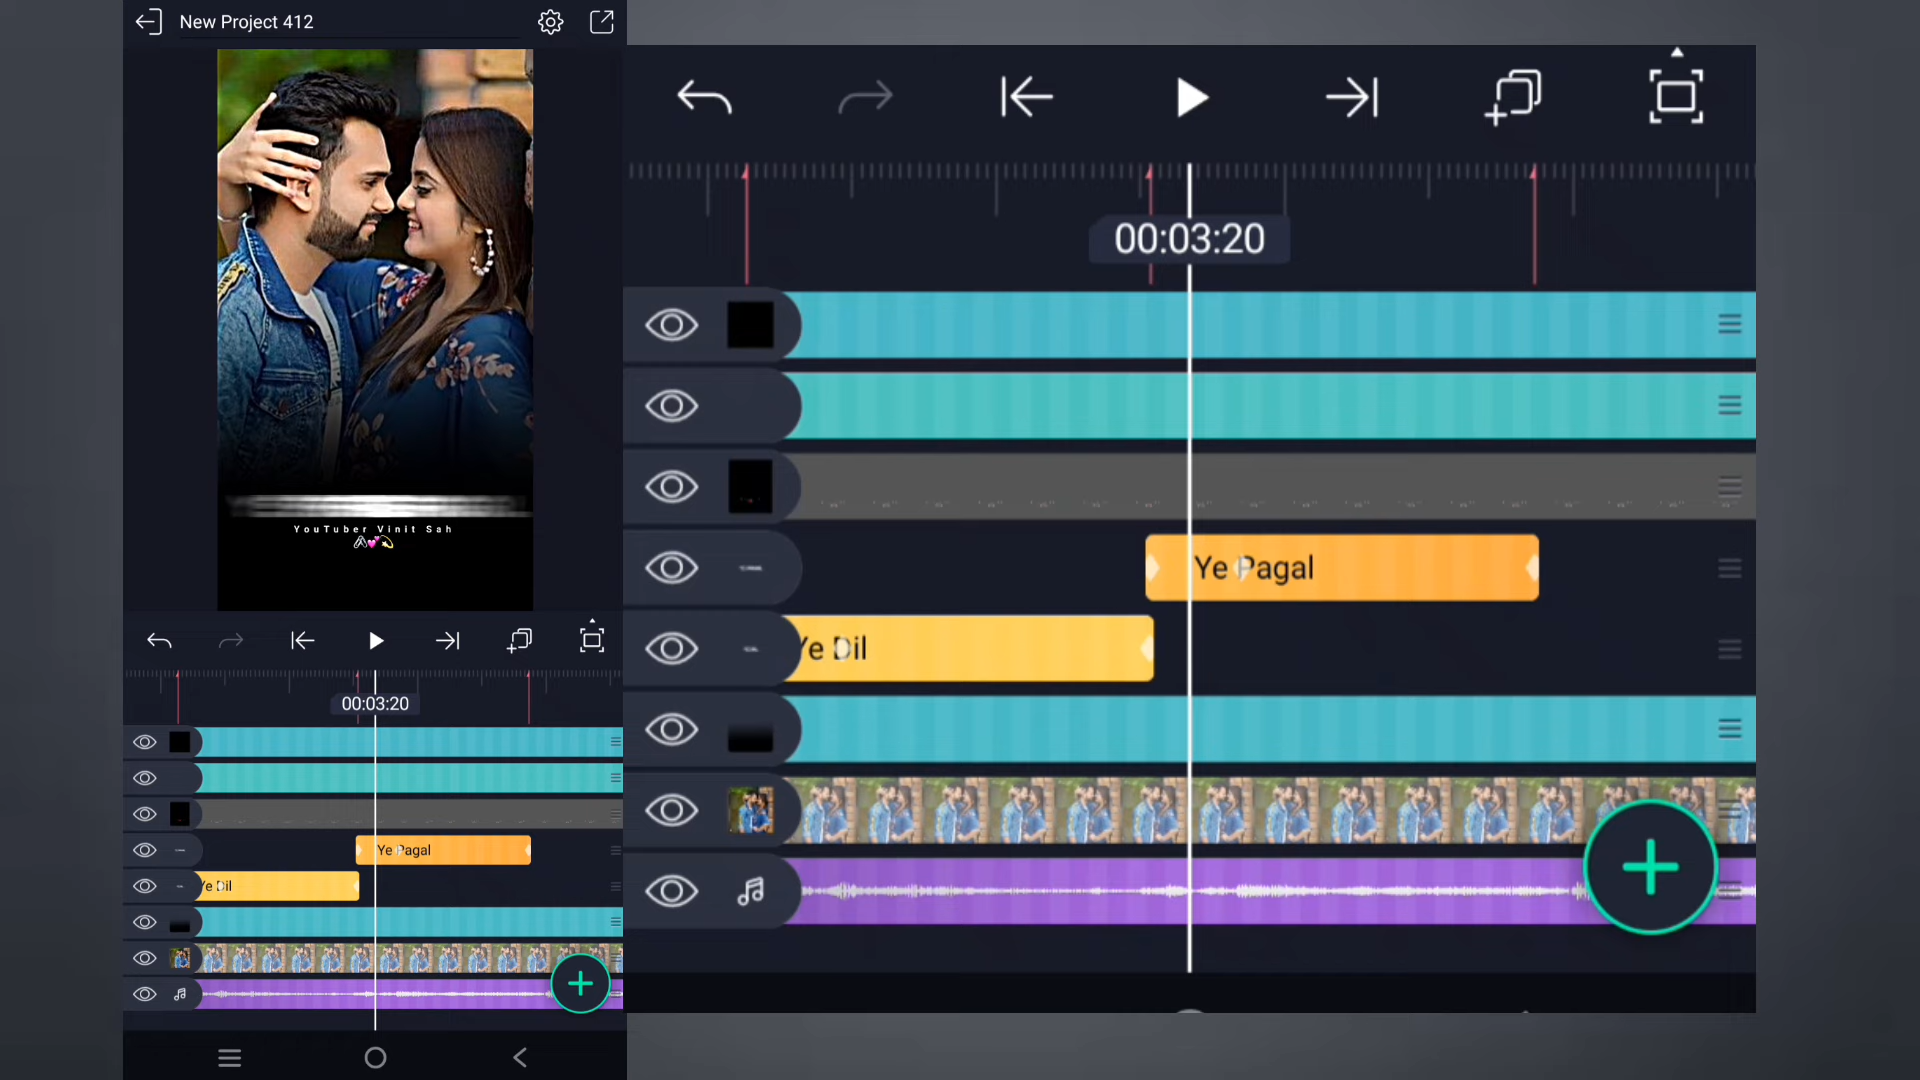 New Project 412
YouTuber Vinit Sah
00:03:20
Ye Pagal
Ye Dil
00:03:20
Ye Pagal
Ye Dil